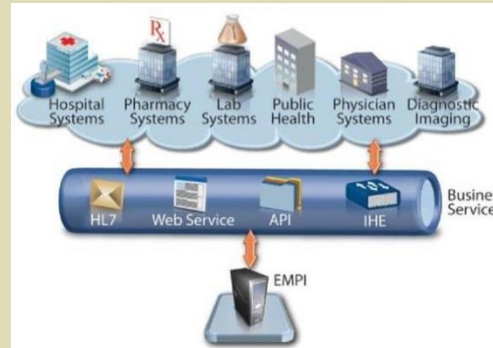 Rx
Hospital Systems
Pharmacy Systems
Lab Systems
Public Health
Physician Systems
Diagnostic Imaging
HL7
Web Service
API
IHE
Busine
Service
EMPI